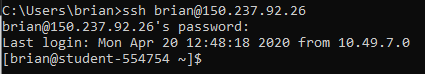 C:\Users\brian>ssh brian@150.237.92.26
brian@150.237.92.26's password:
Last login: Mon Apr 20 12:48:18 2020 from 10.49.7.0
[brian@student-554754 ~]$